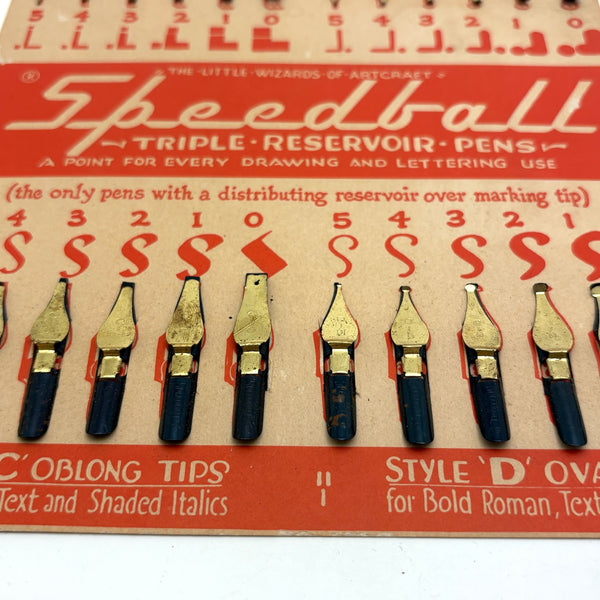 5 4 3 2 1 0 5 4 3 2 1 0
® THE·LITTLE·WIZARDS·OF·ARTCRAFT
Speedball
TRIPLE·RESERVOIR·PENS
A POINT FOR EVERY DRAWING AND LETTERING USE
(the only pens with a distributing reservoir over marking tip)
4 3 2 1 0 5 4 3 2 1
C' OBLONG TIPS
Text and Shaded Italics
STYLE 'D' OVA
for Bold Roman, Text